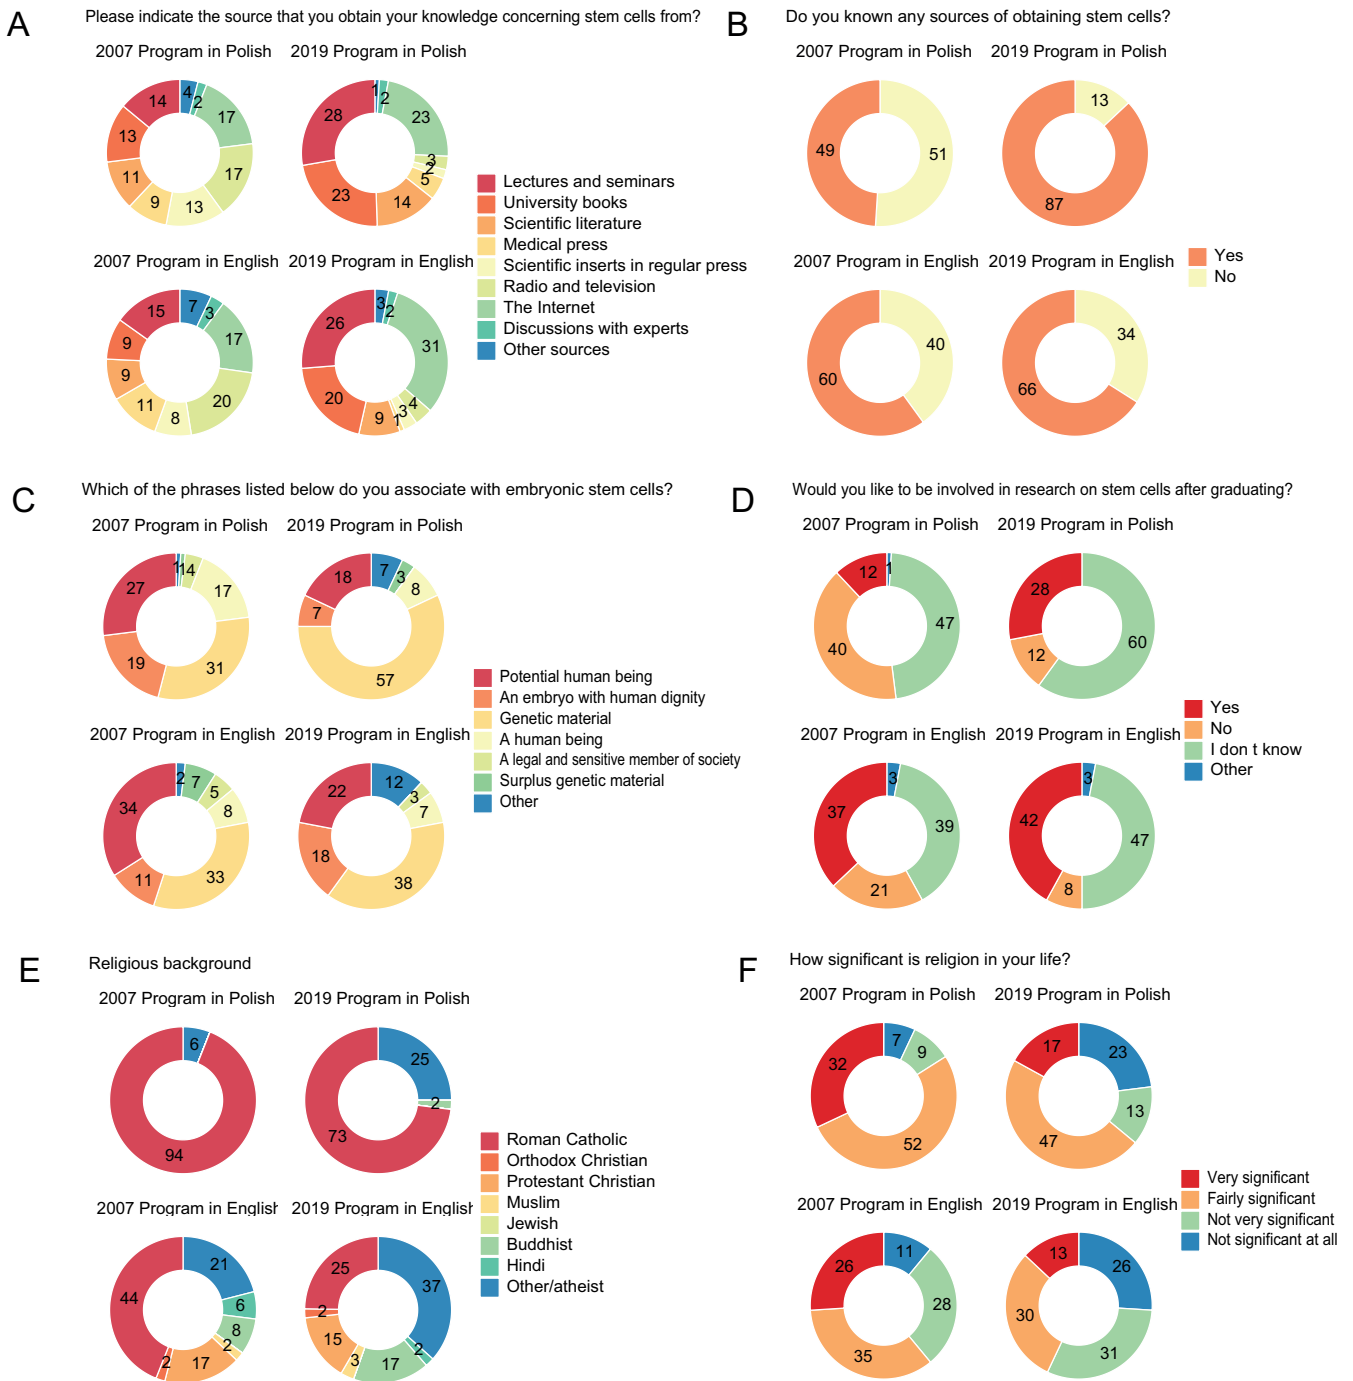 A
Please indicate the source that you obtain your knowledge concerning stem cells from?
2007 Program in Polish
2019 Program in Polish
4
2
17
17
13
9
11
13
14
1
2
23
3
2
5
14
23
28
2007 Program in English
2019 Program in English
7
3
17
20
8
11
9
9
15
3
2
31
4
3
1
9
20
26
Lectures and seminars
University books
Scientific literature
Medical press
Scientific inserts in regular press
Radio and television
The Internet
Discussions with experts
Other sources
B
Do you known any sources of obtaining stem cells?
2007 Program in Polish
2019 Program in Polish
49
51
13
87
2007 Program in English
2019 Program in English
60
40
34
66
Yes
No
C
Which of the phrases listed below do you associate with embryonic stem cells?
2007 Program in Polish
2019 Program in Polish
1
1
4
17
31
19
27
7
3
8
57
7
18
2007 Program in English
2019 Program in English
2
7
5
8
33
11
34
12
3
7
38
18
22
Potential human being
An embryo with human dignity
Genetic material
A human being
A legal and sensitive member of society
Surplus genetic material
Other
D
Would you like to be involved in research on stem cells after graduating?
2007 Program in Polish
2019 Program in Polish
12
1
47
40
28
12
60
2007 Program in English
2019 Program in English
3
39
21
37
3
47
8
42
Yes
No
I don t know
Other
E
Religious background
2007 Program in Polish
2019 Program in Polish
6
94
25
2
73
2007 Program in English
2019 Program in English
21
6
8
2
17
2
44
37
2
17
3
15
2
25
Roman Catholic
Orthodox Christian
Protestant Christian
Muslim
Jewish
Buddhist
Hindi
Other/atheist
F
How significant is religion in your life?
2007 Program in Polish
2019 Program in Polish
7
9
52
32
23
13
47
17
2007 Program in English
2019 Program in English
11
28
35
26
26
31
30
13
Very significant
Fairly significant
Not very significant
Not significant at all